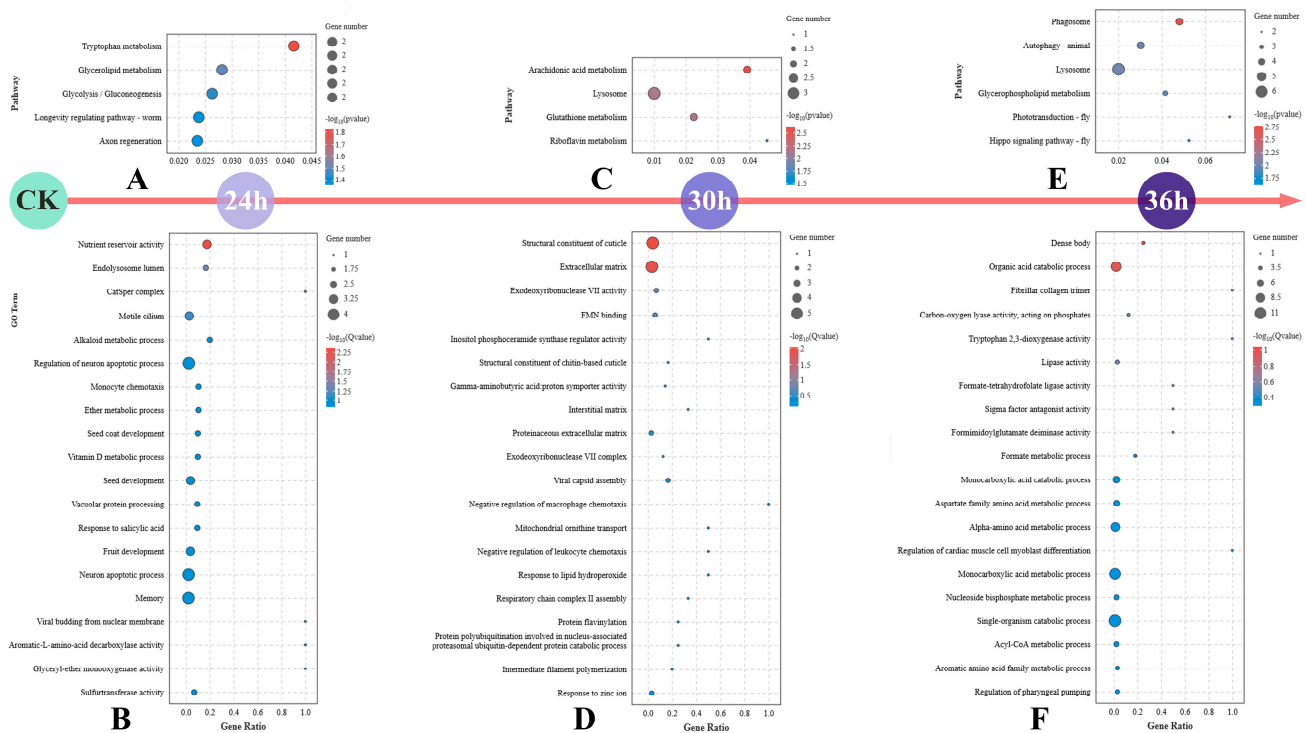 Pathway
Tryptophan metabolism
Glycerolipid metabolism
Glycolysis / Gluconeogenesis
Longevity regulating pathway - worm
Axon regeneration
0.020 0.025 0.030 0.035 0.040 0.045
Gene number
2
2
2
2
2
-log10(pvalue)
1.8
1.7
1.6
1.5
1.4
A
Pathway
Arachidonic acid metabolism
Lysosome
Glutathione metabolism
Riboflavin metabolism
0.01 0.02 0.03 0.04
Gene number
1
1.5
2
2.5
3
-log10(pvalue)
2.5
2.0
1.5
C
Pathway
Phagosome
Autophagy - animal
Lysosome
Glycerophospholipid metabolism
Phototransduction - fly
Hippo signaling pathway - fly
0.02 0.04 0.06
Gene number
2
3
4
5
6
-log10(pvalue)
2.75
2.50
2.25
2.00
1.75
E
CK
24h
30h
36h
GO Term
Nutrient reservoir activity
Endolysosome lumen
CatSper complex
Motile cilium
Alkaloid metabolic process
Regulation of neuron apoptotic process
Monocyte chemotaxis
Ether metabolic process
Seed coat development
Vitamin D metabolic process
Seed development
Vacuolar protein processing
Response to salicylic acid
Fruit development
Neuron apoptotic process
Memory
Viral budding from nuclear membrane
Aromatic-L-amino-acid decarboxylase activity
Glyceryl-ether monooxygenase activity
Sulfurtransferase activity
0.0 0.2 0.4 0.6 0.8 1.0
Gene Ratio
Gene number
1
1.75
2.5
3.25
4
-log10(Qvalue)
2.25
2.00
1.75
1.5
1.25
1
B
Structural constituent of cuticle
Extracellular matrix
Exodeoxyribonuclease VII activity
FMN binding
Inositol phosphoceramide synthase regulator activity
Structural constituent of chitin-based cuticle
Gamma-aminobutyric acid:proton symporter activity
Interstitial matrix
Proteinaceous extracellular matrix
Exodeoxyribonuclease VII complex
Viral capsid assembly
Negative regulation of macrophage chemotaxis
Mitochondrial ornithine transport
Negative regulation of leukocyte chemotaxis
Response to lipid hydroperoxide
Respiratory chain complex II assembly
Protein flavinylation
Protein polyubiquitination involved in nucleus-associated
proteasomal ubiquitin-dependent protein catabolic process
Intermediate filament polymerization
Response to zinc ion
0.0 0.2 0.4 0.6 0.8 1.0
Gene Ratio
Gene number
1
2
3
4
5
-log10(Qvalue)
2
1.5
1
0.5
D
Dense body
Organic acid catabolic process
Fibrillar collagen trimer
Carbon-oxygen lyase activity, acting on phosphates
Tryptophan 2,3-dioxygenase activity
Lipase activity
Formate-tetrahydrofolate ligase activity
Sigma factor antagonist activity
Formimidoylglutamate deiminase activity
Formate metabolic process
Monocarboxylic acid catabolic process
Aspartate family amino acid metabolic process
Alpha-amino acid metabolic process
Regulation of cardiac muscle cell myoblast differentiation
Monocarboxylic acid metabolic process
Nucleoside bisphosphate metabolic process
Single-organism catabolic process
Acyl-CoA metabolic process
Aromatic amino acid family metabolic process
Regulation of pharyngeal pumping
0.0 0.2 0.4 0.6 0.8 1.0
Gene Ratio
Gene number
1
3.5
6
8.5
11
-log10(Qvalue)
1
0.8
0.6
0.4
F